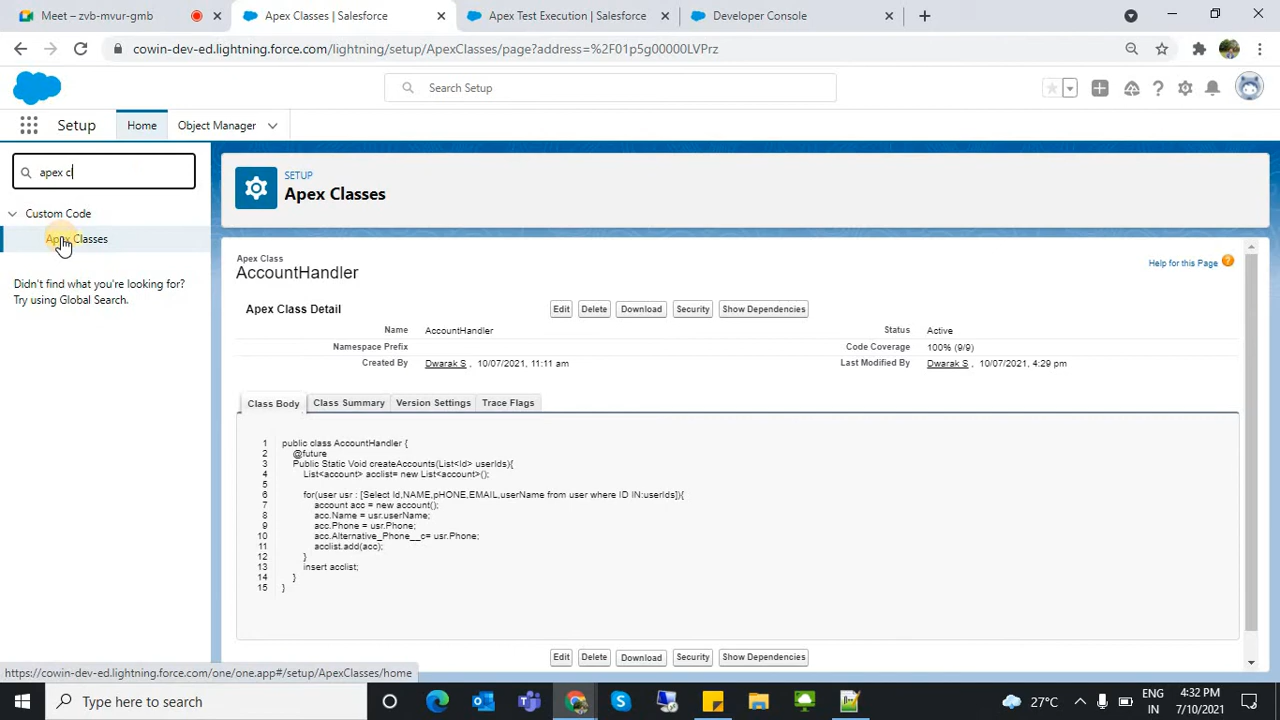 Meet – zvb-mvur-gmb
Apex Classes | Salesforce
Apex Test Execution | Salesforce
Developer Console
cowin-dev-ed.lightning.force.com/lightning/setup/ApexClasses/page?address=%2F01p5g00000LVPrz
Search Setup
Setup
Home
Object Manager
apex cl
Custom Code
Apex Classes
Didn't find what you're looking for?
Try using Global Search.
SETUP
Apex Classes
Apex Class
AccountHandler
Help for this Page
Apex Class Detail
Edit Delete Download Security Show Dependencies
Name AccountHandler Status Active
Namespace Prefix Code Coverage 100% (9/9)
Created By Dwarak S , 10/07/2021, 11:11 am Last Modified By Dwarak S , 10/07/2021, 4:29 pm
Class Body Class Summary Version Settings Trace Flags
1 public class AccountHandler {
2 @future
3 Public Static Void createAccounts(List<Id> userIds){
4 List<account> acclist= new List<account>();
5
6 for(user usr : [Select Id,NAME,pHONE,EMAIL,userName from user where ID IN:userIds]){
7 account acc = new account();
8 acc.Name = usr.userName;
9 acc.Phone = usr.Phone;
10 acc.Alternative_Phone__c= usr.Phone;
11 acclist.add(acc);
12 }
13 insert acclist;
14 }
15 }
Edit Delete Download Security Show Dependencies
https://cowin-dev-ed.lightning.force.com/one/one.app#/setup/ApexClasses/home
Type here to search
27°C
ENG
IN
4:32 PM
7/10/2021